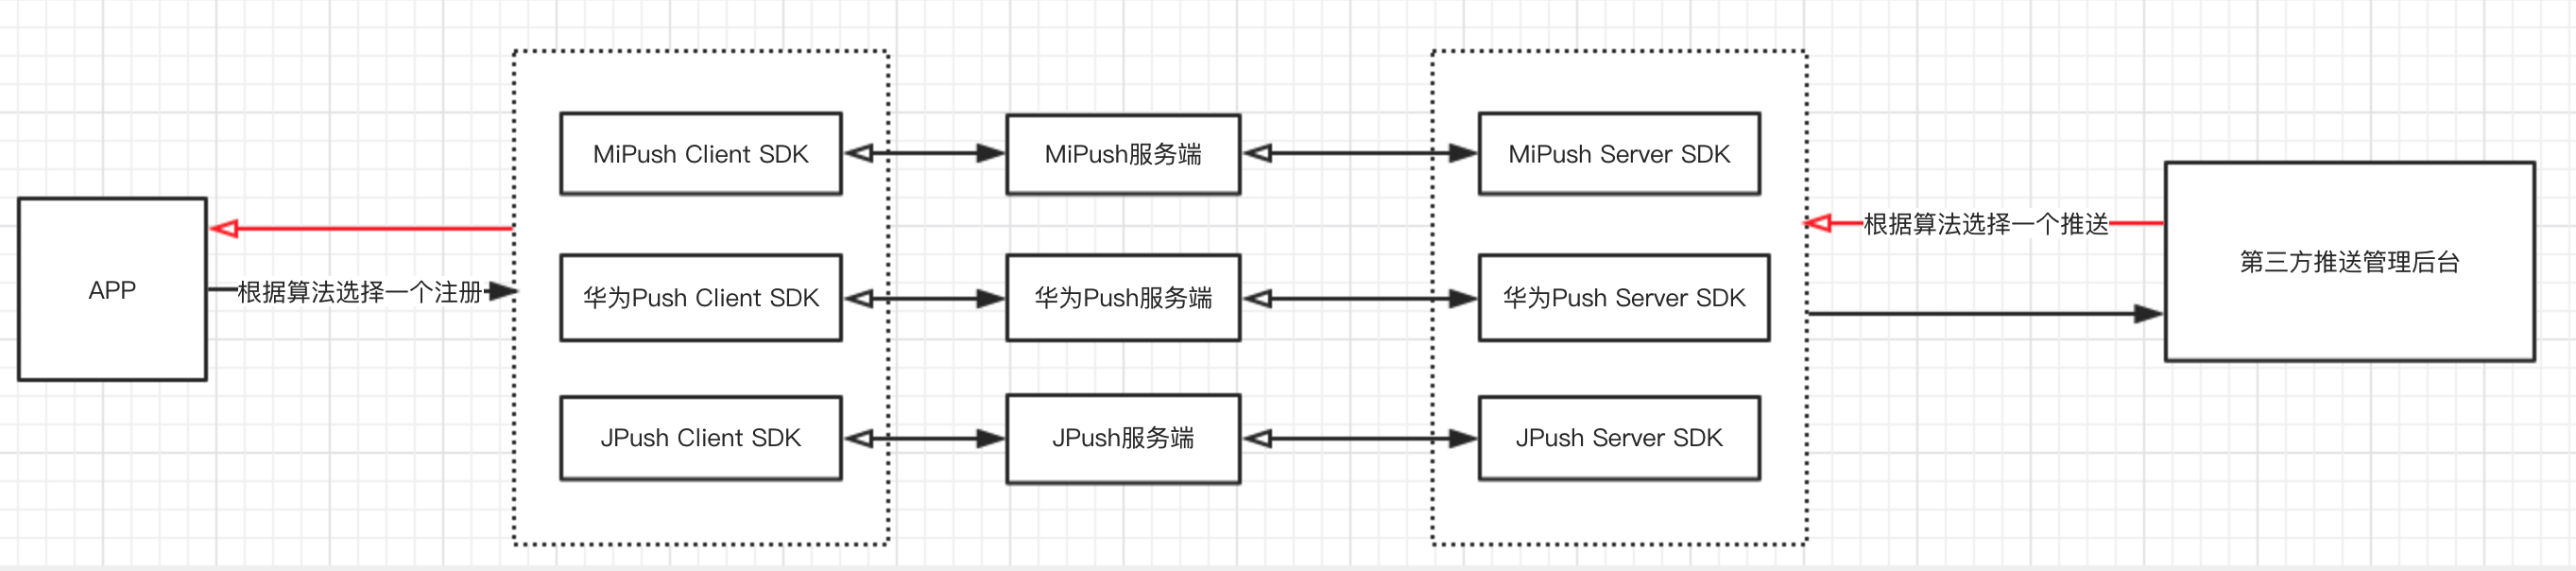 APP
根据算法选择一个注册
MiPush Client SDK
华为Push Client SDK
JPush Client SDK
MiPush服务端
华为Push服务端
JPush服务端
MiPush Server SDK
华为Push Server SDK
JPush Server SDK
根据算法选择一个推送
第三方推送管理后台